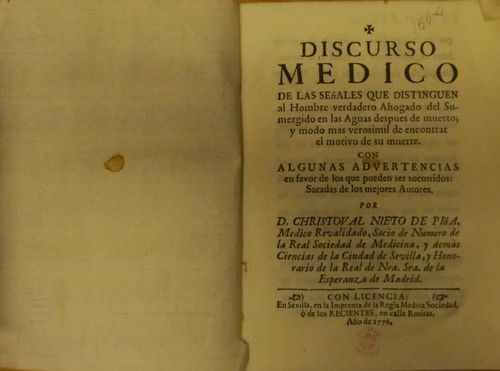 ✠
DISCURSO
MEDICO
DE LAS SEñALES QUE DISTINGUEN
al Hombre verdadero Ahogado del Su-
mergido en las Aguas despues de muerto;
y modo mas verosimil de encontrar
el motivo de su muerte.
CON
ALGUNAS ADVERTENCIAS
en favor de los que pueden ser socorridos:
Sacadas de los mejores Autores.
POR
D. CHRISTOVAL NIETO DE PIñA,
Medico Revalidado, Socio de Numero de
la Real Sociedad de Medicina, y demàs
Ciencias de la Ciudad de Sevilla, y Hono-
rario de la Real de Nra. Sra. de la
Esperanza de Madrid.
CON LICENCIA:
En Sevilla, en la Imprenta de la Regia Medica Sociedad,
ò de los RECIENTES, en calle Rositas.
Año de 1776.